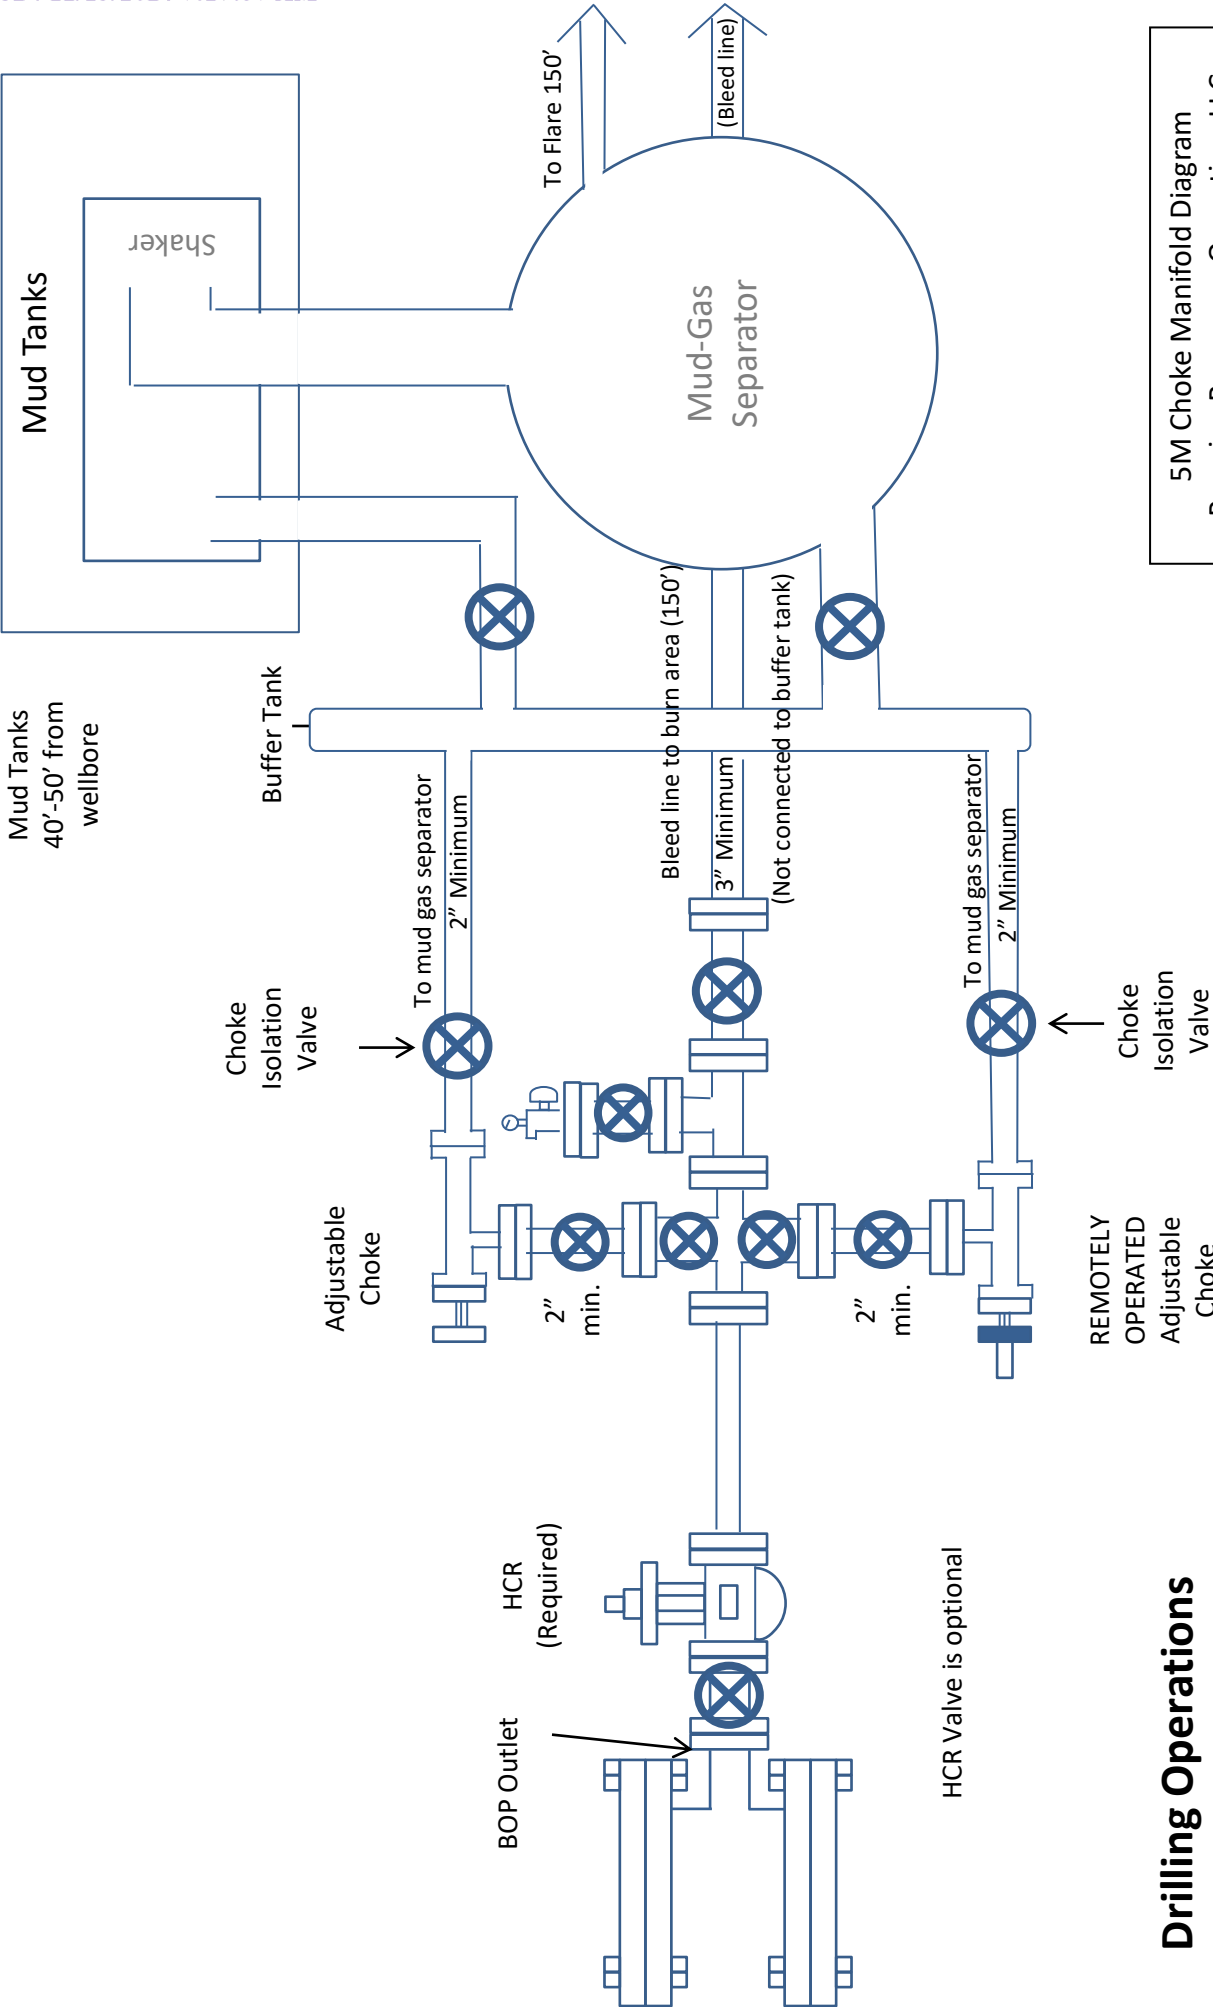 Mud Tanks
Shaker
Mud Tanks
40’-50’ from
wellbore
To Flare 150’
(Bleed line)
Mud-Gas
Separator
Buffer Tank
To mud gas separator
2” Minimum
Bleed line to burn area (150’)
3” Minimum
(Not connected to buffer tank)
To mud gas separator
2” Minimum
Choke
Isolation
Valve
Choke
Isolation
Valve
Adjustable
Choke
2”
min.
2”
min.
REMOTELY
OPERATED
Adjustable
Choke
HCR
(Required)
BOP Outlet
HCR Valve is optional
Drilling Operations
5M Choke Manifold Diagram